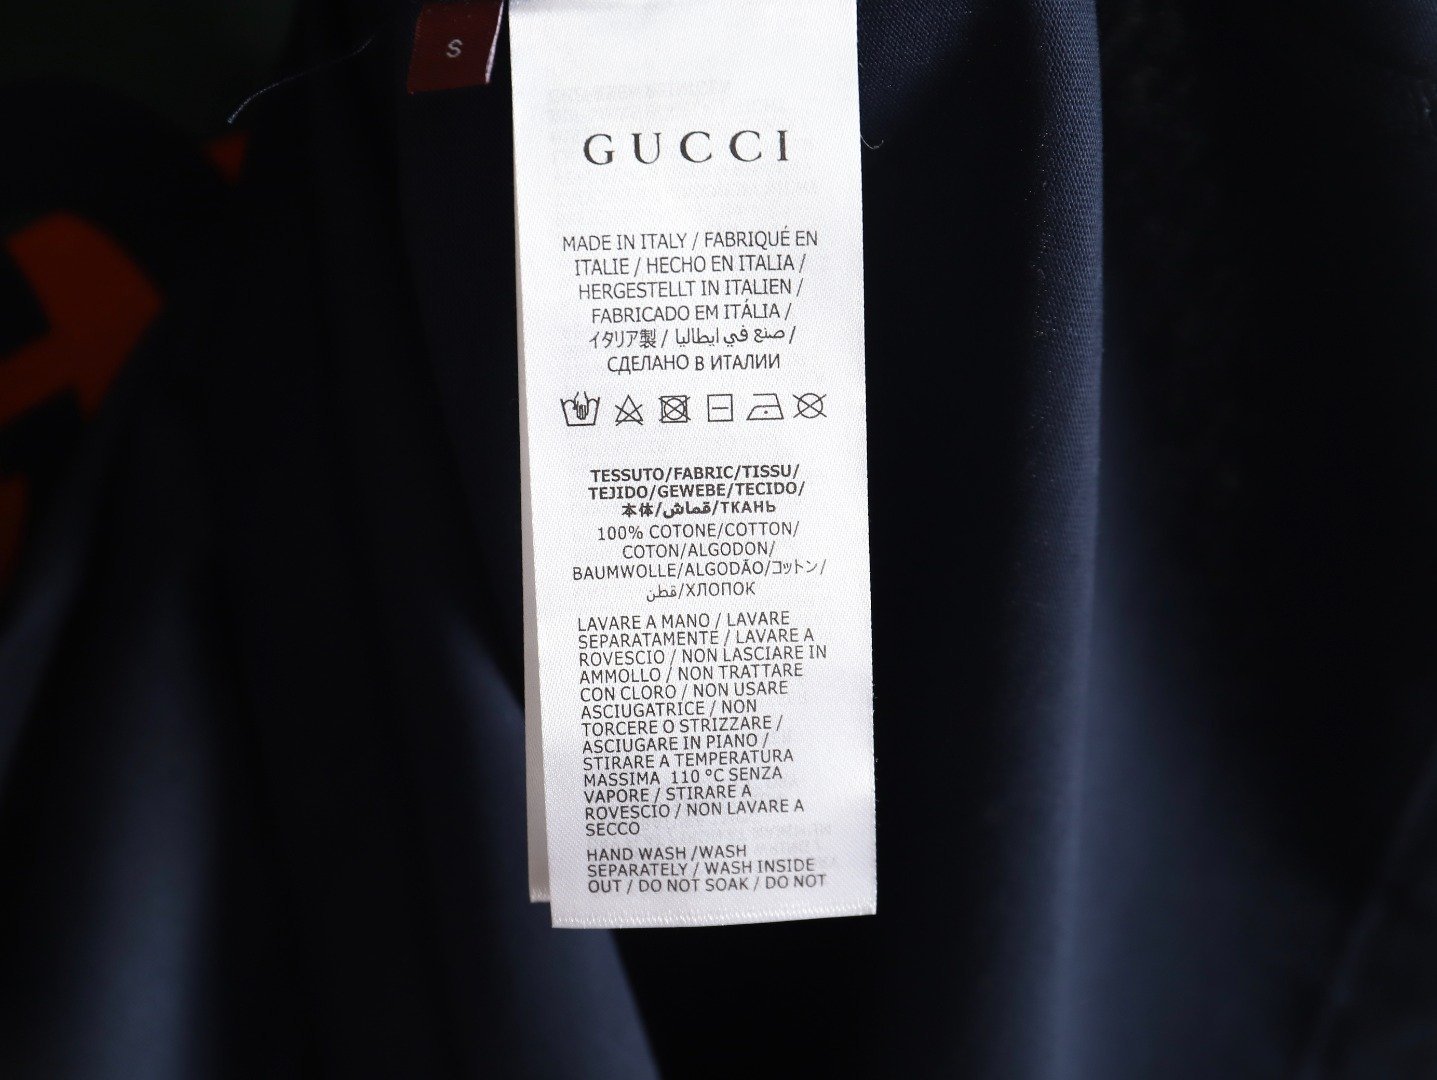 S
GUCCI
MADE IN ITALY / FABRIQUÉ EN
ITALIE / HECHO EN ITALIA /
HERGESTELLT IN ITALIEN /
FABRICADO EM ITÁLIA /
イタリア製 / صنع في ايطاليا /
СДЕЛАНО В ИТАЛИИ
TESSUTO/FABRIC/TISSU/
TEJIDO/GEWEBE/TECIDO/
本体/قماش/ТКАНЬ
100% COTONE/COTTON/
COTON/ALGODON/
BAUMWOLLE/ALGODÃO/コットン/
قطن/ХЛОПОК
LAVARE A MANO / LAVARE
SEPARATAMENTE / LAVARE A
ROVESCIO / NON LASCIARE IN
AMMOLLO / NON TRATTARE
CON CLORO / NON USARE
ASCIUGATRICE / NON
TORCERE O STRIZZARE /
ASCIUGARE IN PIANO /
STIRARE A TEMPERATURA
MASSIMA 110 °C SENZA
VAPORE / STIRARE A
ROVESCIO / NON LAVARE A
SECCO
HAND WASH /WASH
SEPARATELY / WASH INSIDE
OUT / DO NOT SOAK / DO NOT